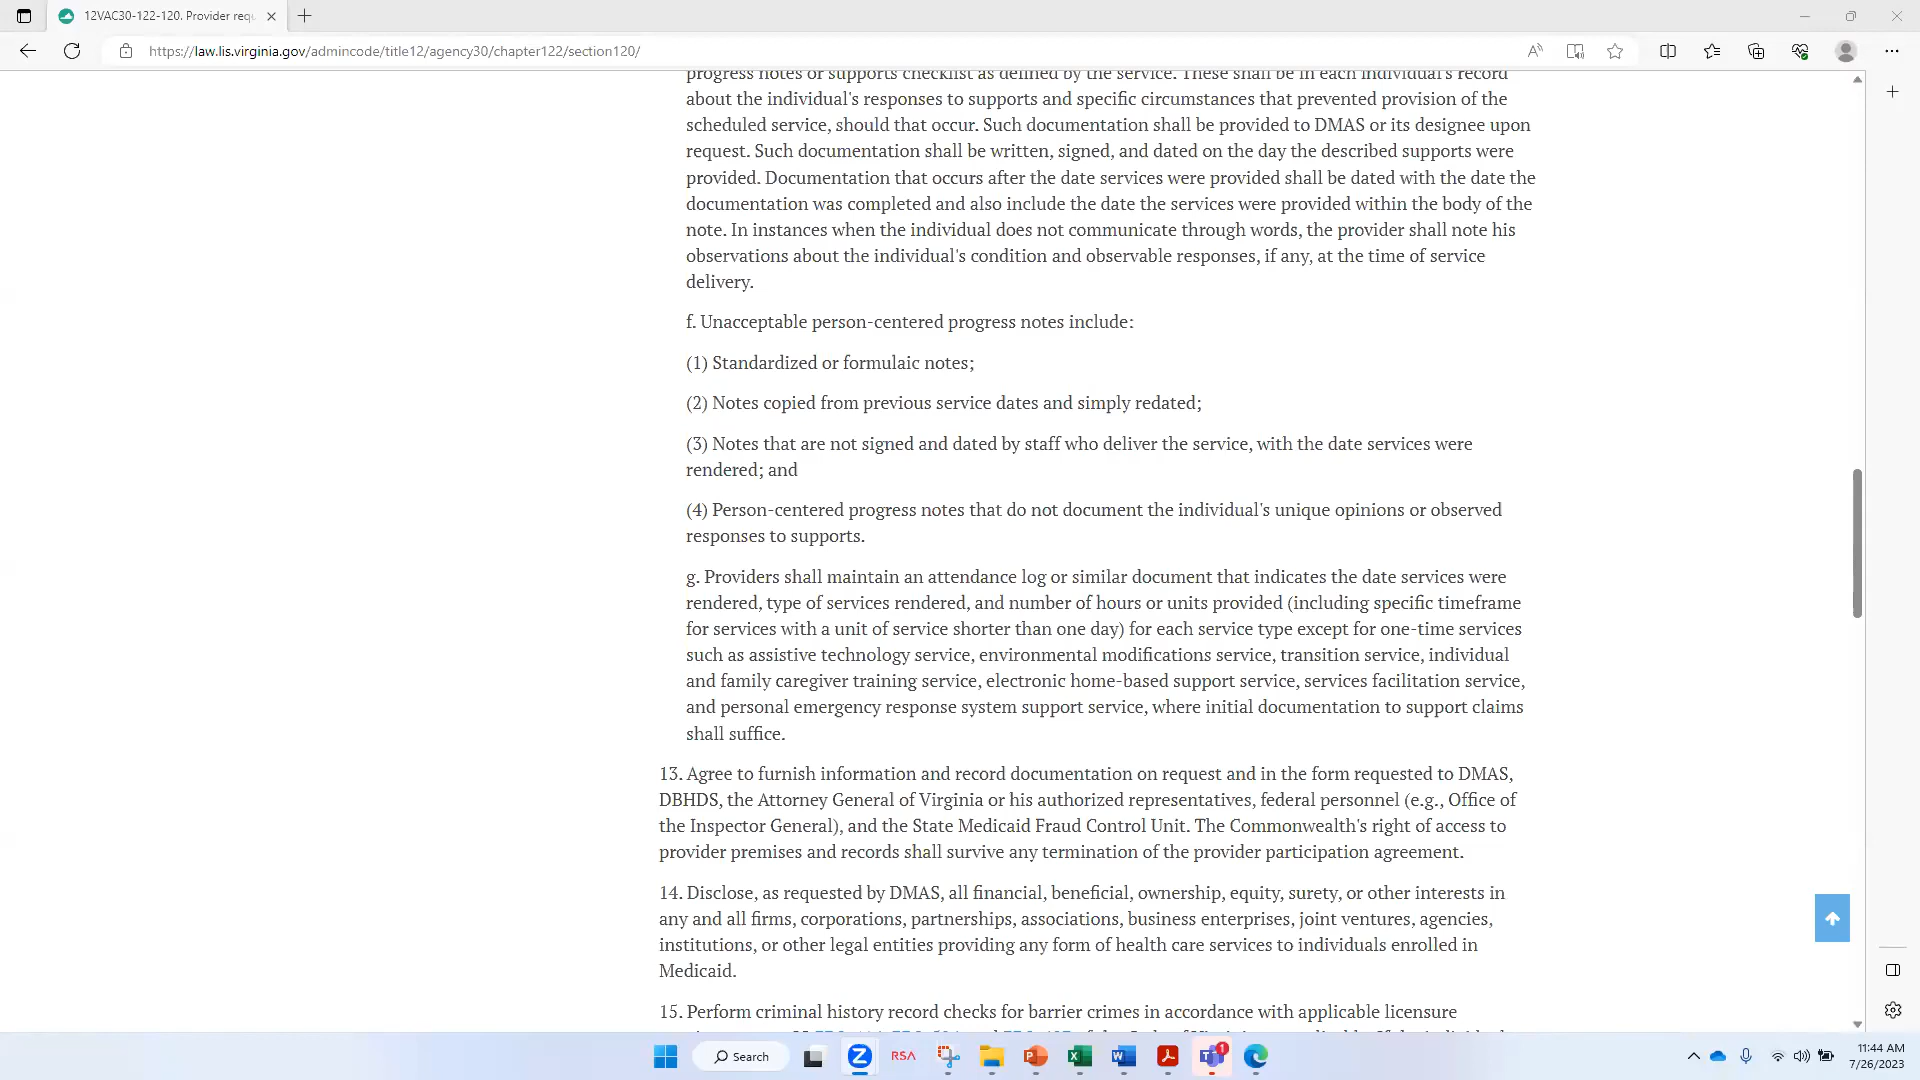 12VAC30-122-120. Provider requ
https://law.lis.virginia.gov/admincode/title12/agency30/chapter122/section120/
progress notes or supports checklist as defined by the service. These shall be in each individual's record
about the individual's responses to supports and specific circumstances that prevented provision of the
scheduled service, should that occur. Such documentation shall be provided to DMAS or its designee upon
request. Such documentation shall be written, signed, and dated on the day the described supports were
provided. Documentation that occurs after the date services were provided shall be dated with the date the
documentation was completed and also include the date the services were provided within the body of the
note. In instances when the individual does not communicate through words, the provider shall note his
observations about the individual's condition and observable responses, if any, at the time of service
delivery.
f. Unacceptable person-centered progress notes include:
(1) Standardized or formulaic notes;
(2) Notes copied from previous service dates and simply redated;
(3) Notes that are not signed and dated by staff who deliver the service, with the date services were
rendered; and
(4) Person-centered progress notes that do not document the individual's unique opinions or observed
responses to supports.
g. Providers shall maintain an attendance log or similar document that indicates the date services were
rendered, type of services rendered, and number of hours or units provided (including specific timeframe
for services with a unit of service shorter than one day) for each service type except for one-time services
such as assistive technology service, environmental modifications service, transition service, individual
and family caregiver training service, electronic home-based support service, services facilitation service,
and personal emergency response system support service, where initial documentation to support claims
shall suffice.
13. Agree to furnish information and record documentation on request and in the form requested to DMAS,
DBHDS, the Attorney General of Virginia or his authorized representatives, federal personnel (e.g., Office of
the Inspector General), and the State Medicaid Fraud Control Unit. The Commonwealth's right of access to
provider premises and records shall survive any termination of the provider participation agreement.
14. Disclose, as requested by DMAS, all financial, beneficial, ownership, equity, surety, or other interests in
any and all firms, corporations, partnerships, associations, business enterprises, joint ventures, agencies,
institutions, or other legal entities providing any form of health care services to individuals enrolled in
Medicaid.
15. Perform criminal history record checks for barrier crimes in accordance with applicable licensure
Search
RSA
1
11:44 AM
7/26/2023